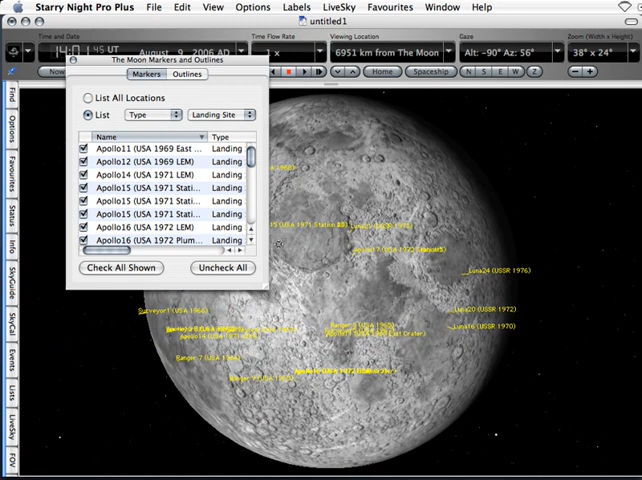 Starry Night Pro Plus File Edit View Options Labels LiveSky Favourites Window Help
untitled1
Time and Date Time Flow Rate Viewing Location Gaze Zoom (Width x Height)
14:01:45 UT August 9, 2006 AD 1 x 6951 km from The Moon Alt: -90° Az: 56° 38° x 24°
Now Home Spaceship N S E W Z
The Moon Markers and Outlines
Markers Outlines
List All Locations
List Type Landing Site
Name Type
Apollo11 (USA 1969 East ... Landing
Apollo12 (USA 1969 LEM) Landing
Apollo14 (USA 1971 LEM) Landing
Apollo15 (USA 1971 Stati... Landing
Apollo15 (USA 1971 Stati... Landing
Apollo15 (USA 1971 Stati... Landing
Apollo16 (USA 1972 LEM) Landing
Apollo16 (USA 1972 Plum... Landing
Check All Shown Uncheck All
Find
Options
Favourites
Status
Info
SkyGuide
SkyCal
Events
Lists
LiveSky
FOV
Luna24 (USSR 1976)
Surveyor1 (USA 1966)
Luna20 (USSR 1972)
Luna16 (USSR 1970)
Ranger 7 (USA 1964)